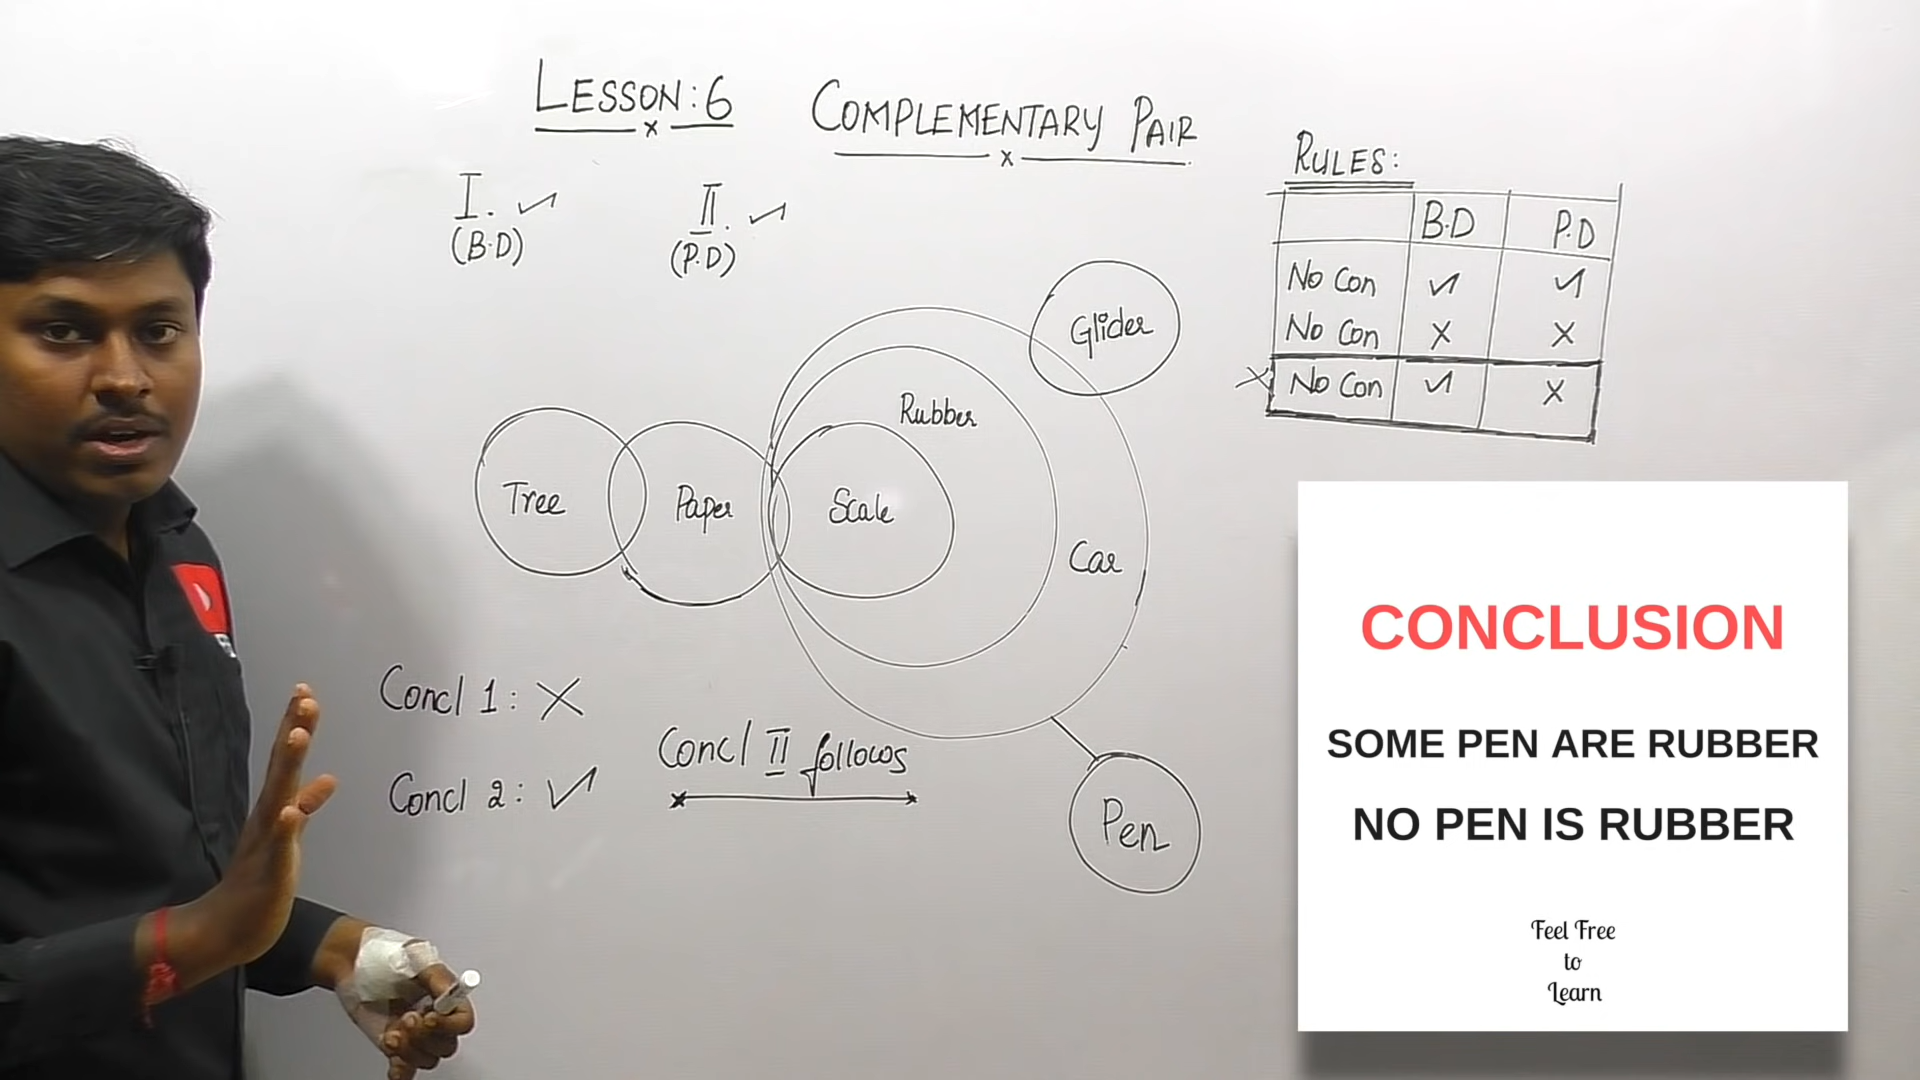 LESSON: 6 COMPLEMENTARY PAIR
I. ✓ II. ✓
(B.D) (P.D)
RULES:
B.D P.D
No Con ✓ ✓
No Con X X
X No Con ✓ X
Glider
Rubber
Tree Paper Scale
Car
Concl 1: X
Concl II follows
Concl 2: ✓
Pen
CONCLUSION
SOME PEN ARE RUBBER
NO PEN IS RUBBER
Feel Free
to
Learn